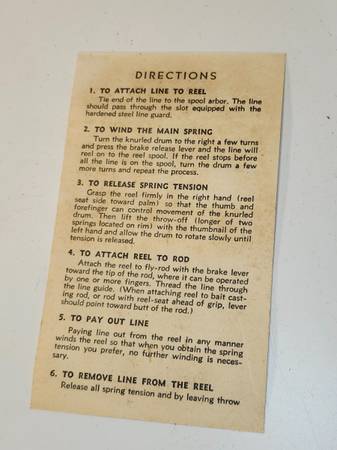 DIRECTIONS
1. TO ATTACH LINE TO REEL
Tie end of the line to the spool arbor. The line
should pass through the slot equipped with the
hardened steel line guard.
2. TO WIND THE MAIN SPRING
Turn the knurled drum to the right a few turns
and press the brake release lever and the line will
reel on to the reel spool. If the reel stops before
all the line is on the spool, turn the drum a few
more turns and repeat the process.
3. TO RELEASE SPRING TENSION
Grasp the reel firmly in the right hand (reel
seat side toward palm) so that the thumb and
forefinger can control movement of the knurled
drum. Then lift the throw-off (longer of two
springs located on rim) with the thumbnail of the
left hand and allow the drum to rotate slowly until
tension is released.
4. TO ATTACH REEL TO ROD
Attach the reel to fly-rod with the brake lever
toward the tip of the rod, where it can be operated
by one or more fingers. Thread the line through
the line guide. (When attaching reel to bait cast-
ing rod, or rod with reel-seat ahead of grip, lever
should point toward butt of the rod.)
5. TO PAY OUT LINE
Paying line out from the reel in any manner
winds the reel so that when you obtain the spring
tension you prefer, no further winding is neces-
sary.
6. TO REMOVE LINE FROM THE REEL
Release all spring tension and by leaving throw